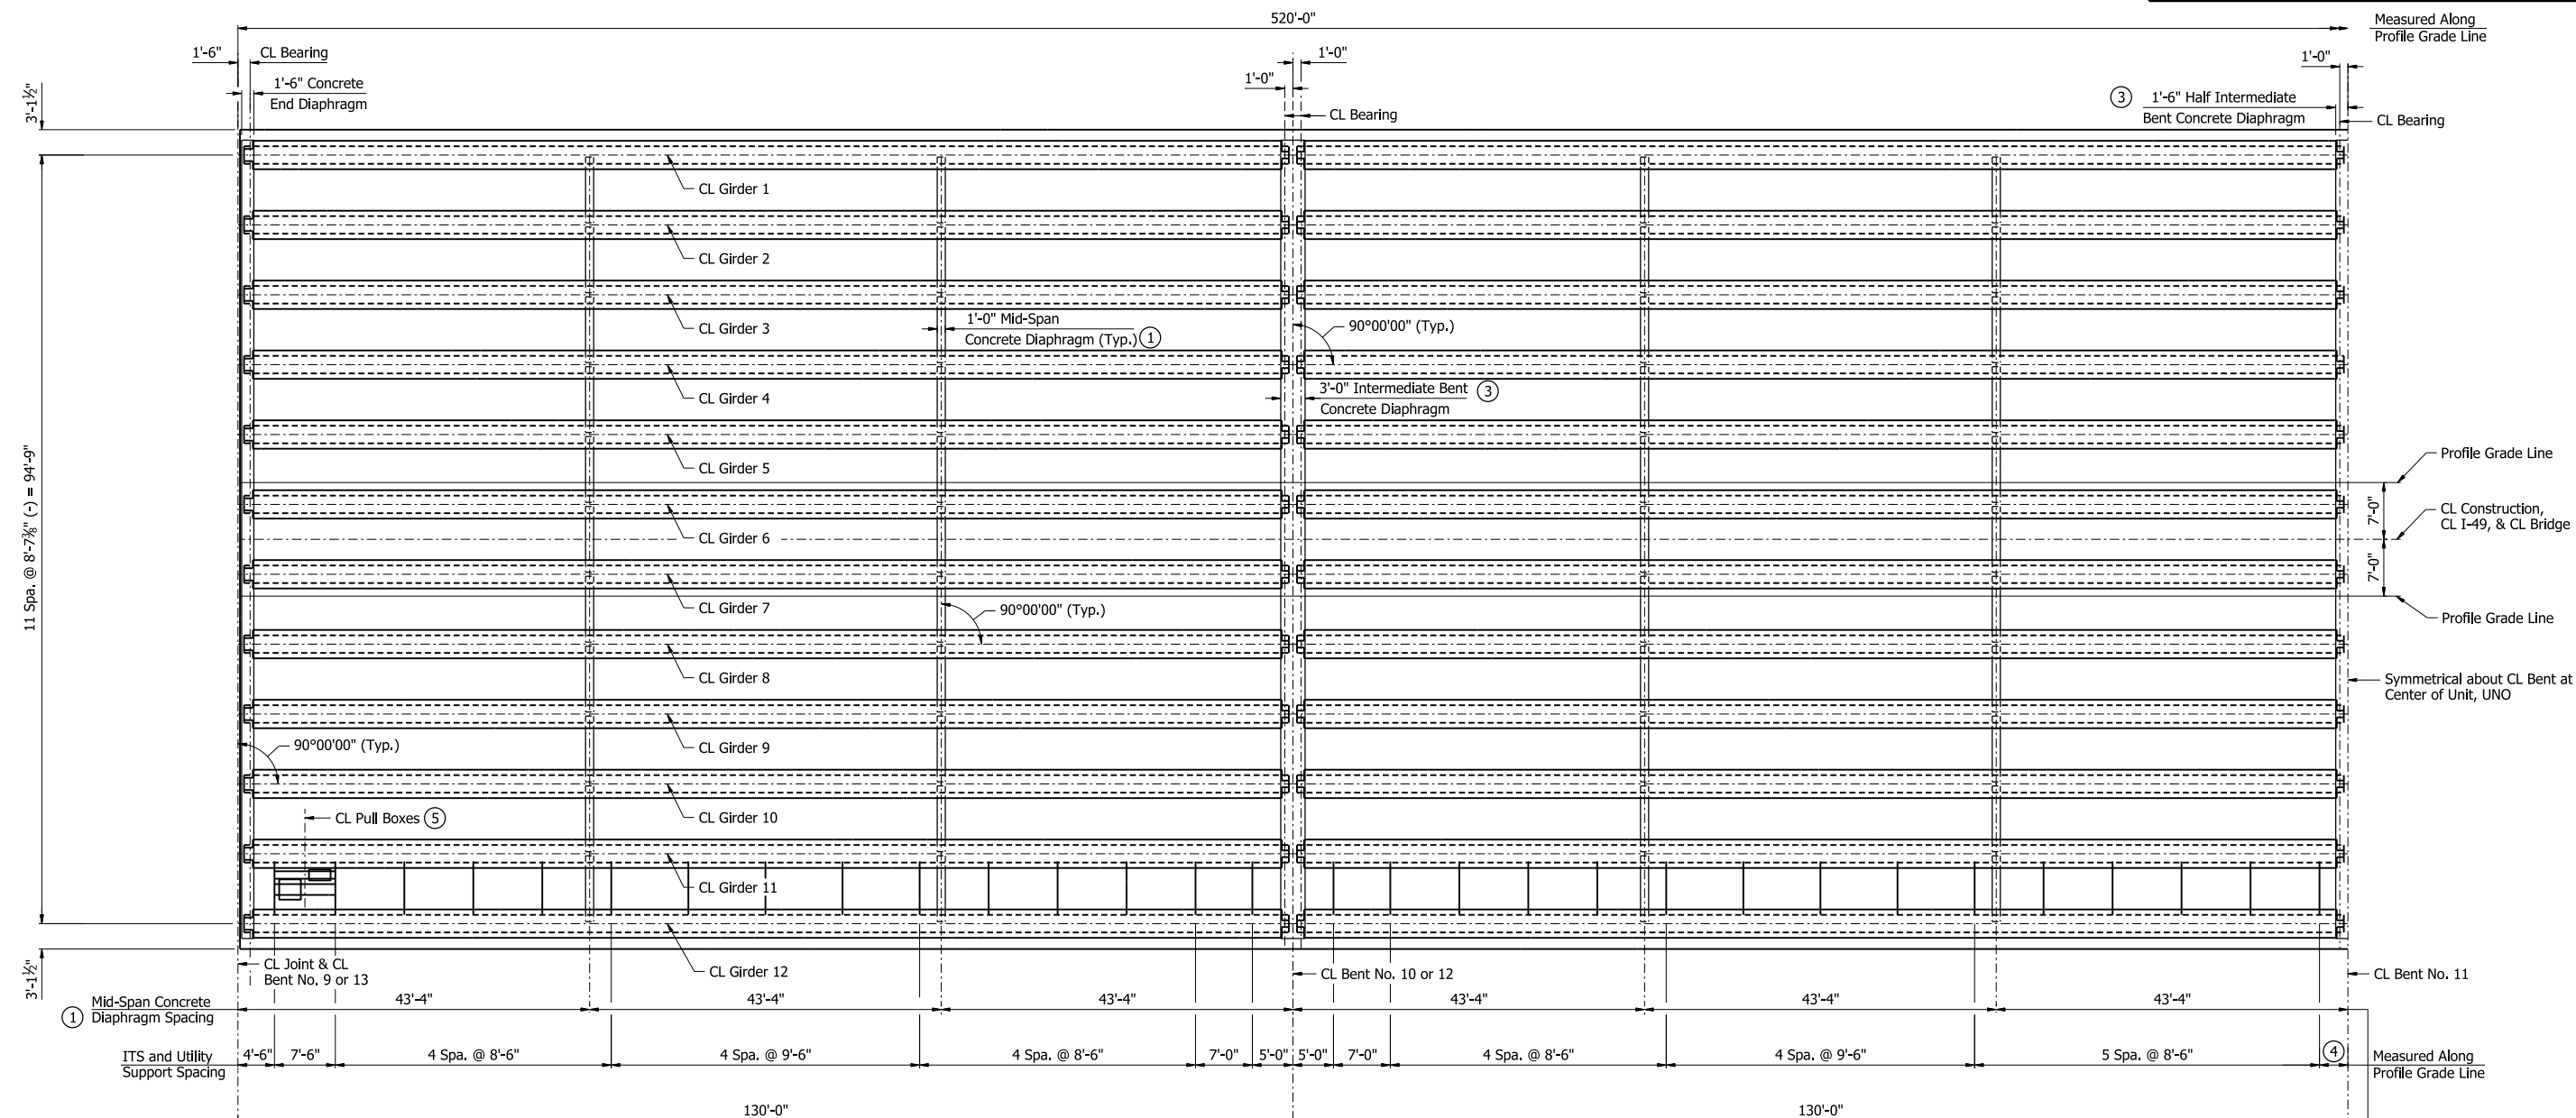 520'-0"
Measured Along
Profile Grade Line
1'-6"
CL Bearing
1'-0"
1'-0"
1'-0"
1'-6" Concrete
End Diaphragm
3'-1½"
CL Bearing
③ 1'-6" Half Intermediate
Bent Concrete Diaphragm
CL Bearing
CL Girder 1
CL Girder 2
CL Girder 3
1'-0" Mid-Span
Concrete Diaphragm (Typ.) ①
90°00'00" (Typ.)
CL Girder 4
3'-0" Intermediate Bent ③
Concrete Diaphragm
CL Girder 5
Profile Grade Line
11 Spa. @ 8'-7⅜" (-) = 94'-9"
7'-0"
CL Construction,
CL I-49, & CL Bridge
CL Girder 6
7'-0"
CL Girder 7
90°00'00" (Typ.)
Profile Grade Line
CL Girder 8
Symmetrical about CL Bent at
Center of Unit, UNO
CL Girder 9
90°00'00" (Typ.)
CL Girder 10
CL Pull Boxes ⑤
CL Girder 11
3'-1½"
CL Joint & CL
Bent No. 9 or 13
CL Girder 12
CL Bent No. 10 or 12
CL Bent No. 11
① Mid-Span Concrete
Diaphragm Spacing
43'-4"
43'-4"
43'-4"
43'-4"
43'-4"
43'-4"
ITS and Utility
Support Spacing
4'-6"
7'-6"
4 Spa. @ 8'-6"
4 Spa. @ 9'-6"
4 Spa. @ 8'-6"
7'-0"
5'-0"
5'-0"
7'-0"
4 Spa. @ 8'-6"
4 Spa. @ 9'-6"
5 Spa. @ 8'-6"
④
Measured Along
Profile Grade Line
130'-0"
130'-0"